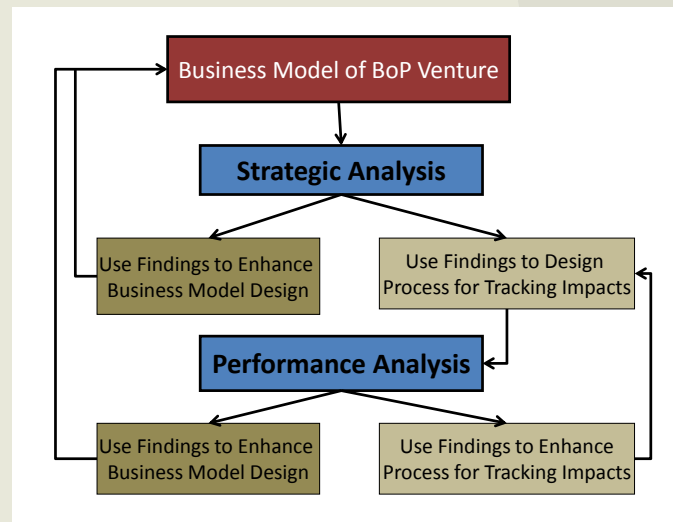 Business Model of BoP Venture
Strategic Analysis
Use Findings to Enhance
Business Model Design
Use Findings to Design
Process for Tracking Impacts
Performance Analysis
Use Findings to Enhance
Business Model Design
Use Findings to Enhance
Process for Tracking Impacts